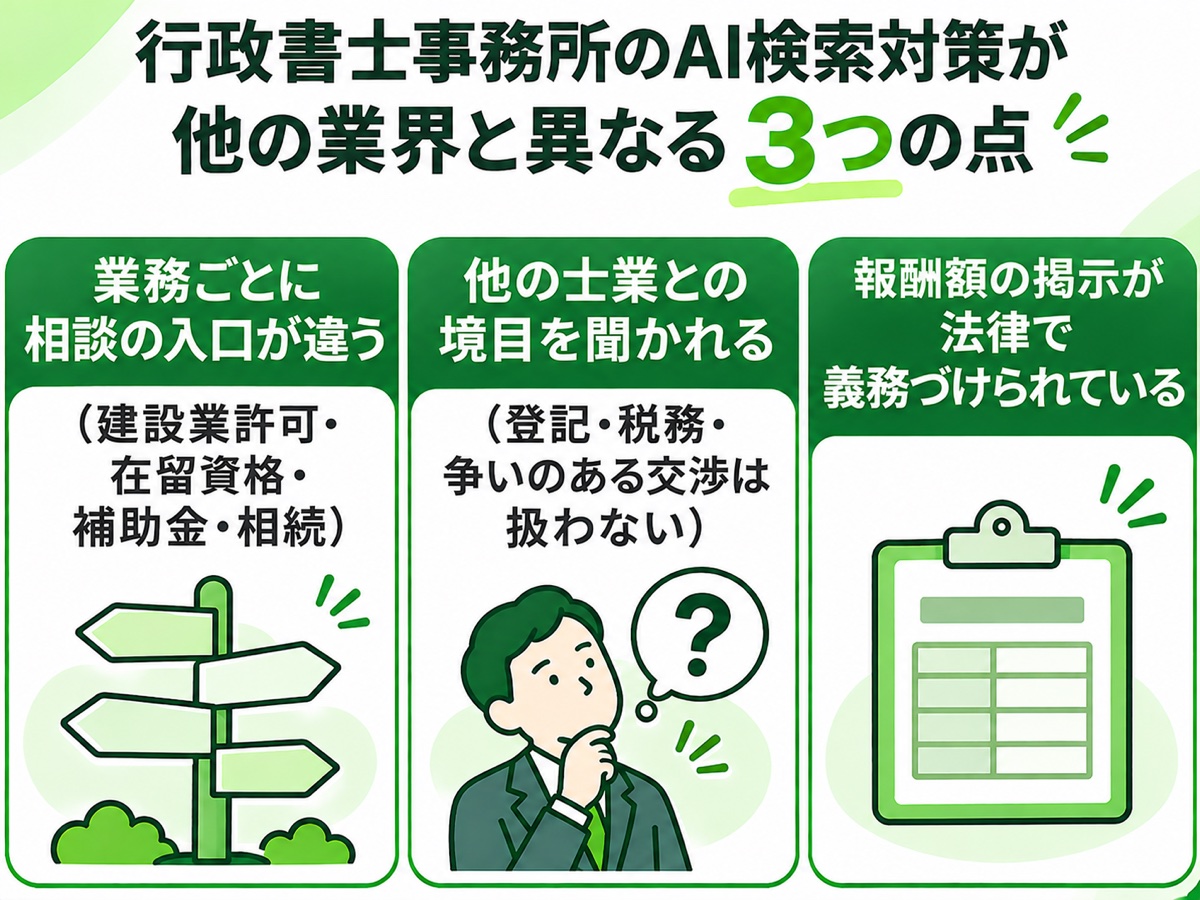 行政書士事務所のAI検索対策が
他の業界と異なる3つの点
業務ごとに
相談の入口が違う
（建設業許可・
在留資格・
補助金・相続）
他の士業との
境目を聞かれる
（登記・税務・
争いのある交渉は
扱わない）
?
報酬額の掲示が
法律で
義務づけられている